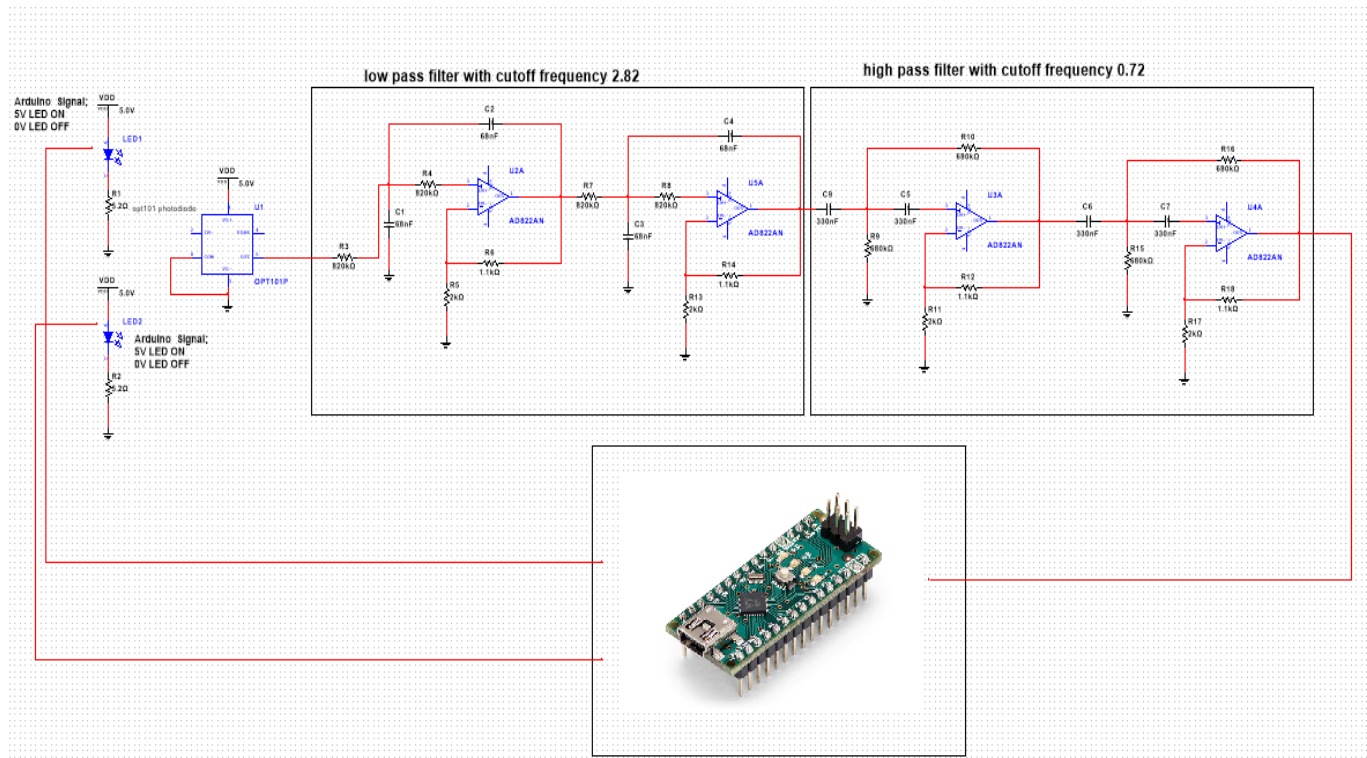 low pass filter with cutoff frequency 2.82
high pass filter with cutoff frequency 0.72
Arduino Signal;
5V LED ON
0V LED OFF
VDD
5.0V
LED1
R1
5.2Ω
opt101 photodiode
VDD
5.0V
U1
OPT101P
VDD
5.0V
LED2
Arduino Signal;
5V LED ON
0V LED OFF
R2
5.2Ω
R3
820kΩ
R4
820kΩ
C1
68nF
C2
68nF
U2A
AD822AN
R6
1.1kΩ
R5
2kΩ
R7
820kΩ
R8
820kΩ
C3
68nF
C4
68nF
U5A
AD822AN
R14
1.1kΩ
R13
2kΩ
C9
330nF
C5
330nF
R9
680kΩ
R10
680kΩ
U3A
AD822AN
R12
1.1kΩ
R11
2kΩ
C6
330nF
C7
330nF
R15
680kΩ
R16
680kΩ
U4A
AD822AN
R18
1.1kΩ
R17
2kΩ